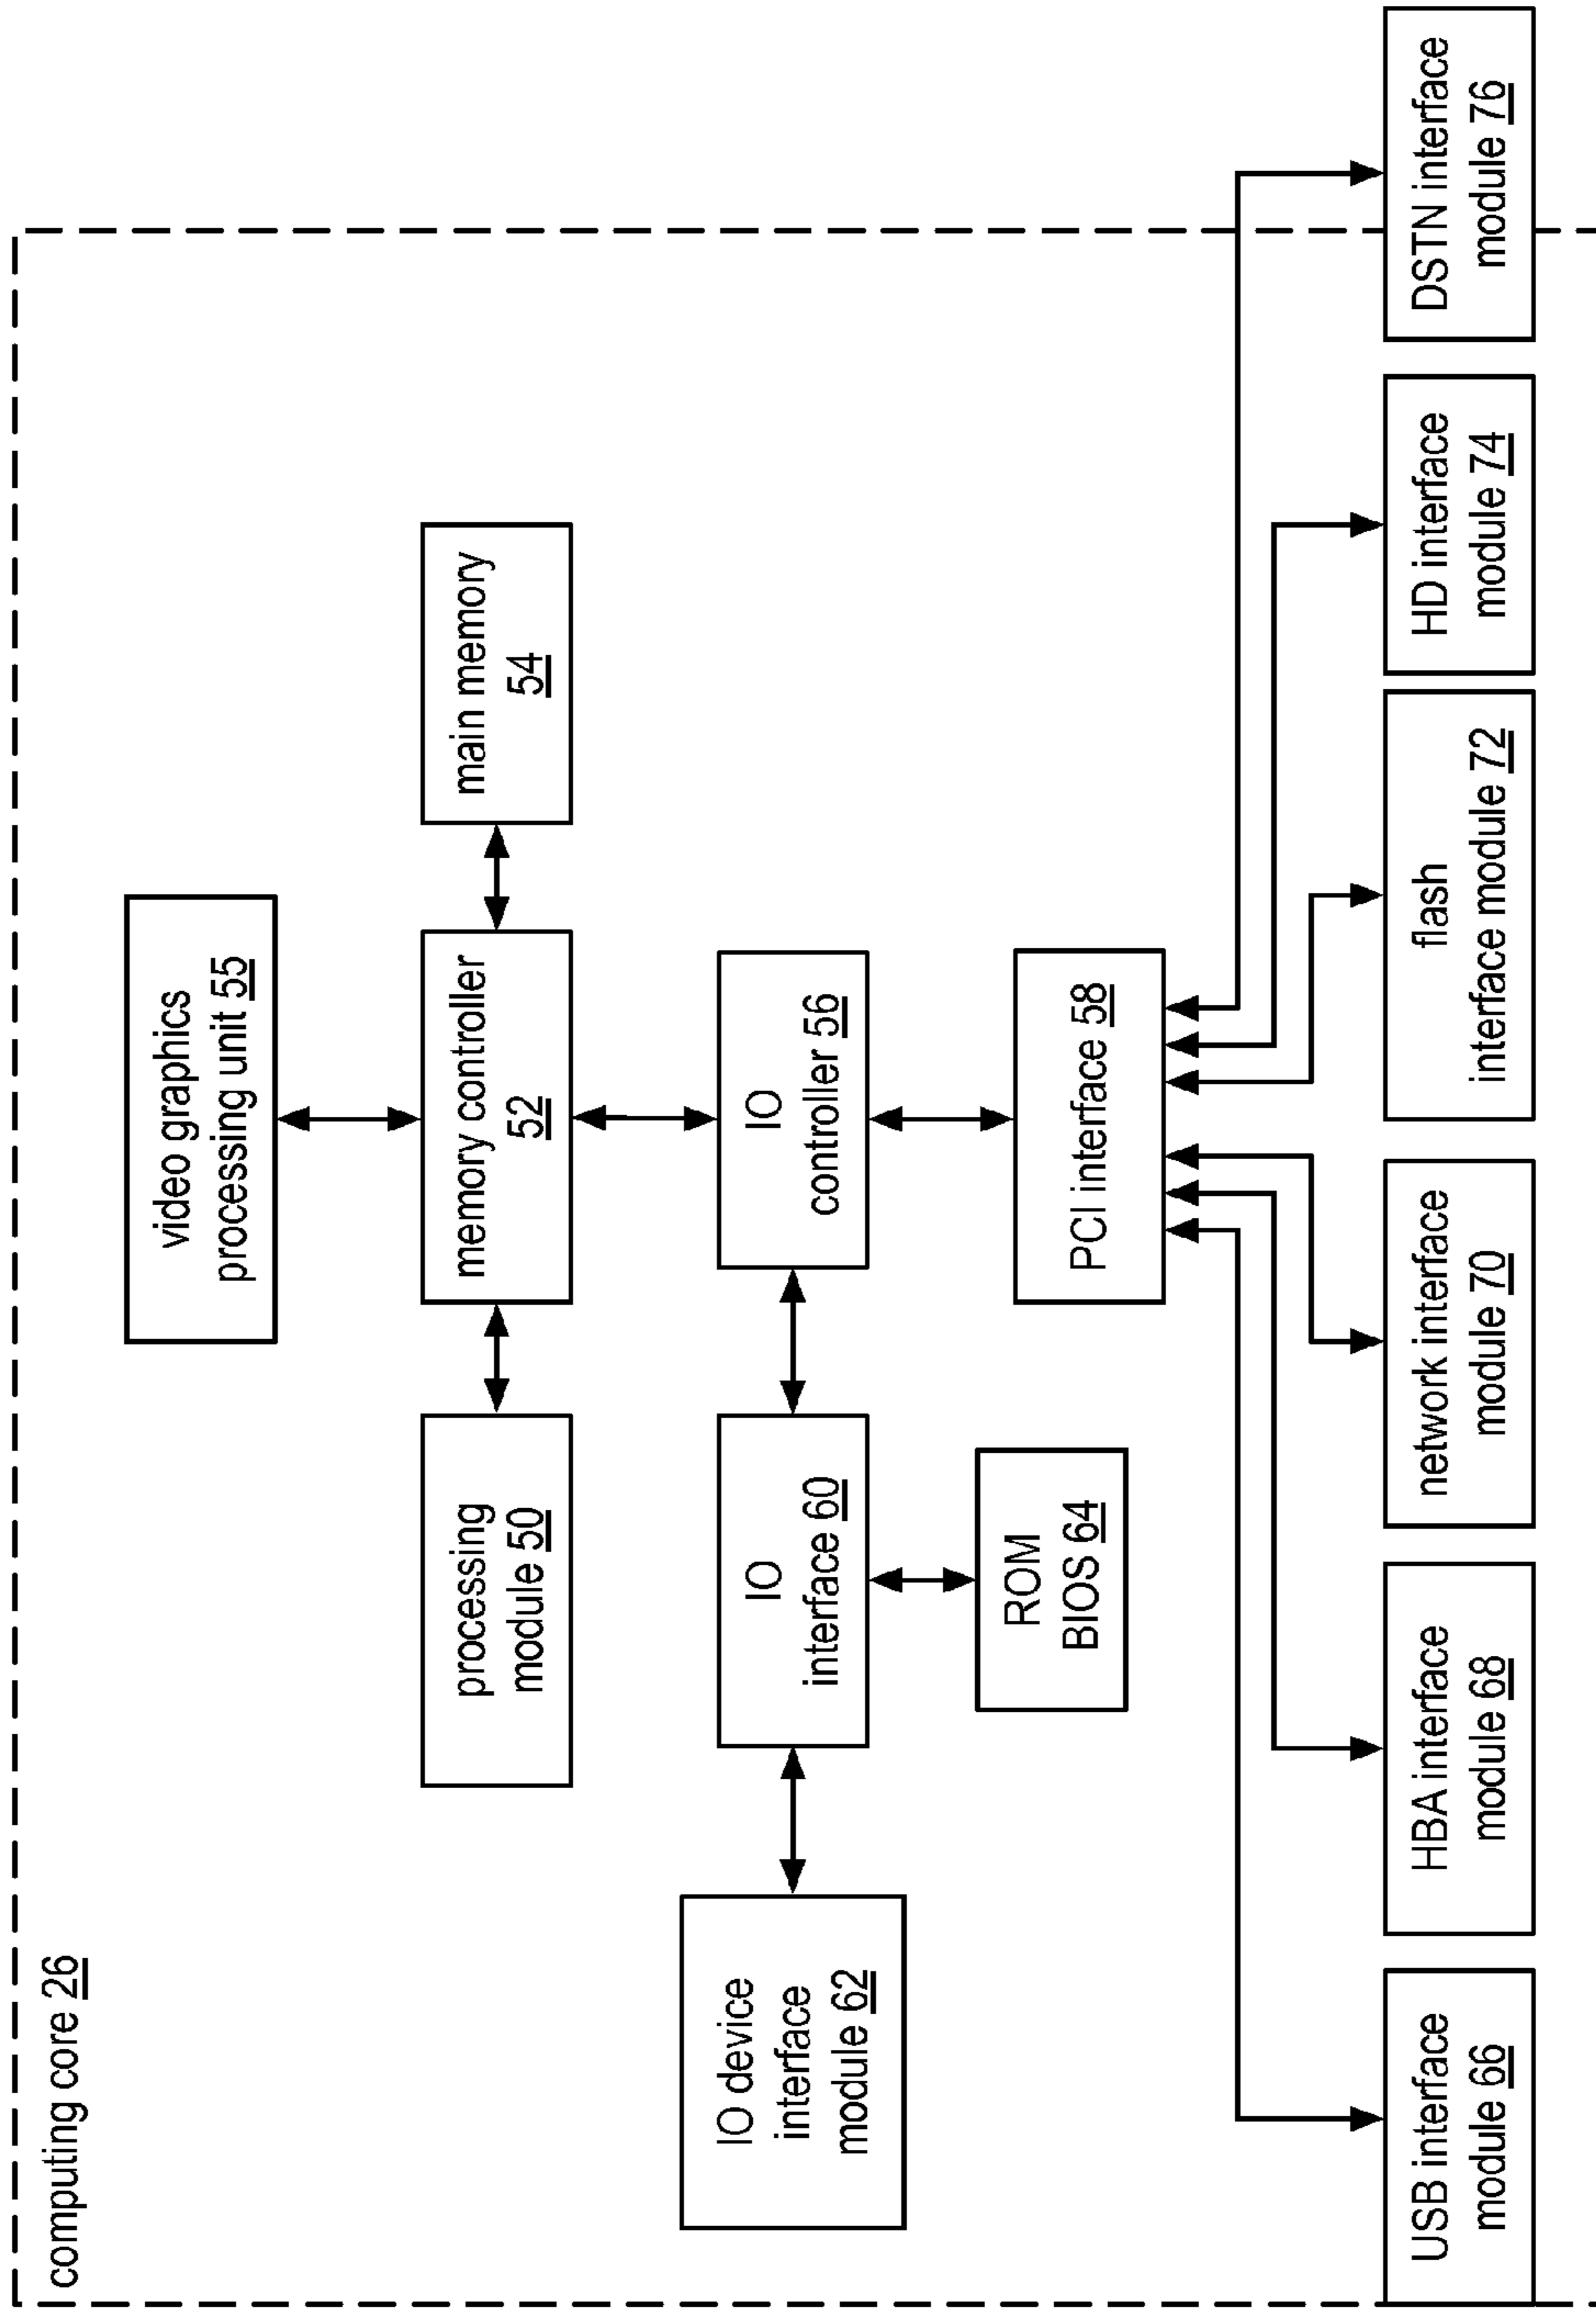 computing core 26
video graphics
processing unit 55
processing
module 50
memory controller
52
main memory
54
IO device
interface
module 62
IO
interface 60
IO
controller 56
ROM
BIOS 64
PCI interface 58
USB interface
module 66
HBA interface
module 68
network interface
module 70
flash
interface module 72
HD interface
module 74
DSTN interface
module 76